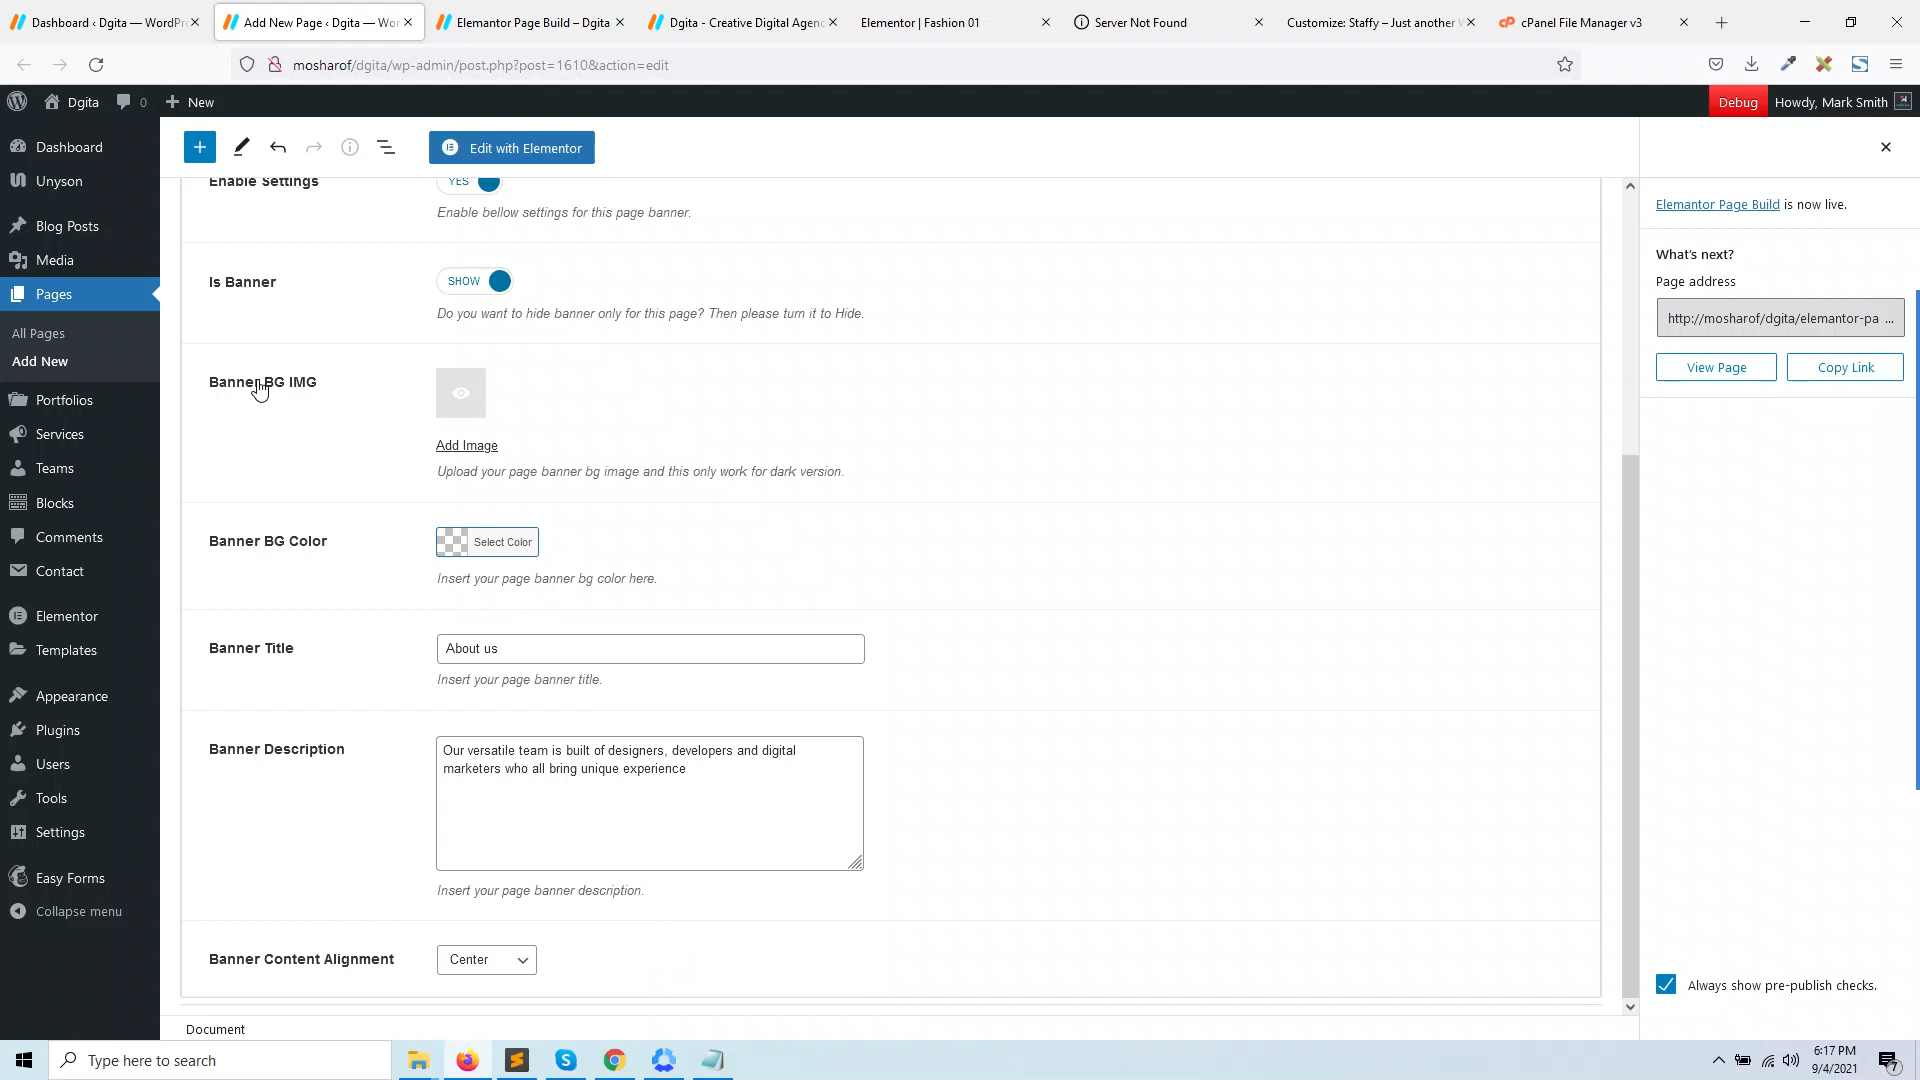 Dashboard ‹ Dgita — WordPre
Add New Page ‹ Dgita — Wor
Elemantor Page Build – Dgita
Dgita - Creative Digital Agenc
Elementor | Fashion 01
Server Not Found
Customize: Staffy – Just another W
cPanel File Manager v3
mosharof/dgita/wp-admin/post.php?post=1610&action=edit
Dgita
0
New
Debug
Howdy, Mark Smith
Dashboard
Unyson
Blog Posts
Media
Pages
All Pages
Add New
Portfolios
Services
Teams
Blocks
Comments
Contact
Elementor
Templates
Appearance
Plugins
Users
Tools
Settings
Easy Forms
Collapse menu
Edit with Elementor
Enable Settings
YES
Enable bellow settings for this page banner.
Is Banner
SHOW
Do you want to hide banner only for this page? Then please turn it to Hide.
Banner BG IMG
Add Image
Upload your page banner bg image and this only work for dark version.
Banner BG Color
Select Color
Insert your page banner bg color here.
Banner Title
About us
Insert your page banner title.
Banner Description
Our versatile team is built of designers, developers and digital
marketers who all bring unique experience
Insert your page banner description.
Banner Content Alignment
Center
Document
Elemantor Page Build is now live.
What's next?
Page address
http://mosharof/dgita/elemantor-pa ...
View Page
Copy Link
Always show pre-publish checks.
Type here to search
6:17 PM
9/4/2021
7